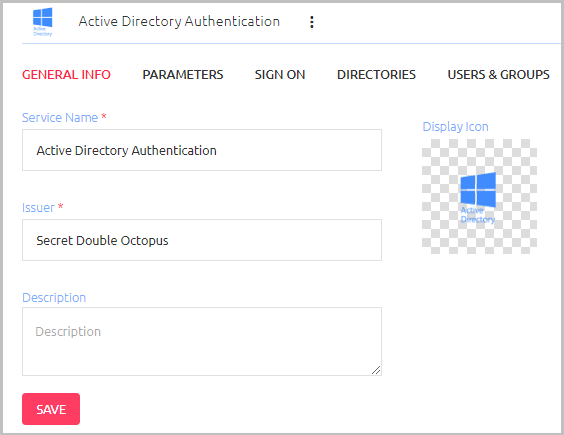 Active
Directory
Active Directory Authentication
GENERAL INFO PARAMETERS SIGN ON DIRECTORIES USERS & GROUPS
Service Name *
Active Directory Authentication
Display Icon
Active
Directory
Issuer *
Secret Double Octopus
Description
Description
SAVE